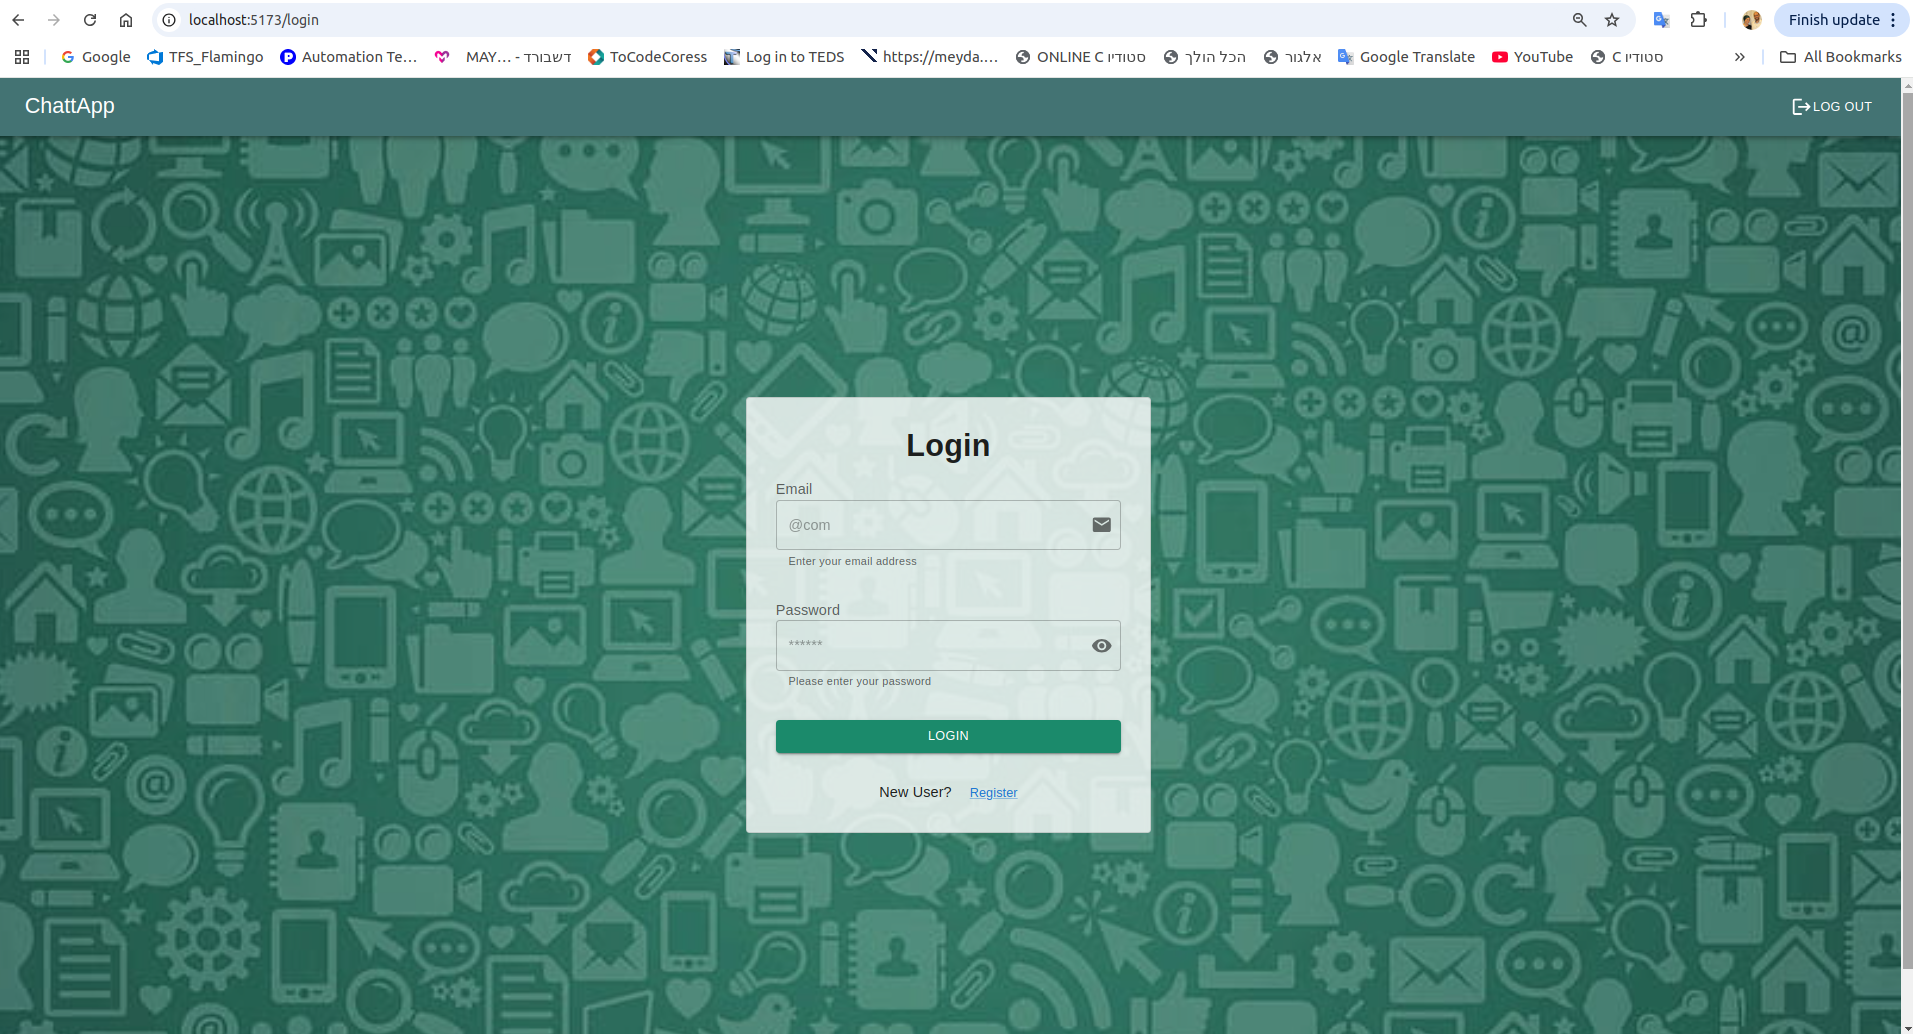 localhost:5173/login
Finish update
Google
TFS_Flamingo
Automation Te...
MAY... - דשבורד
ToCodeCoress
Log in to TEDS
https://meyda....
ONLINE C סטודיו
הכל הולך
אלגור
Google Translate
YouTube
C סטודיו
All Bookmarks
ChattApp
LOG OUT
Login
Email
@com
Enter your email address
Password
******
Please enter your password
LOGIN
New User? Register